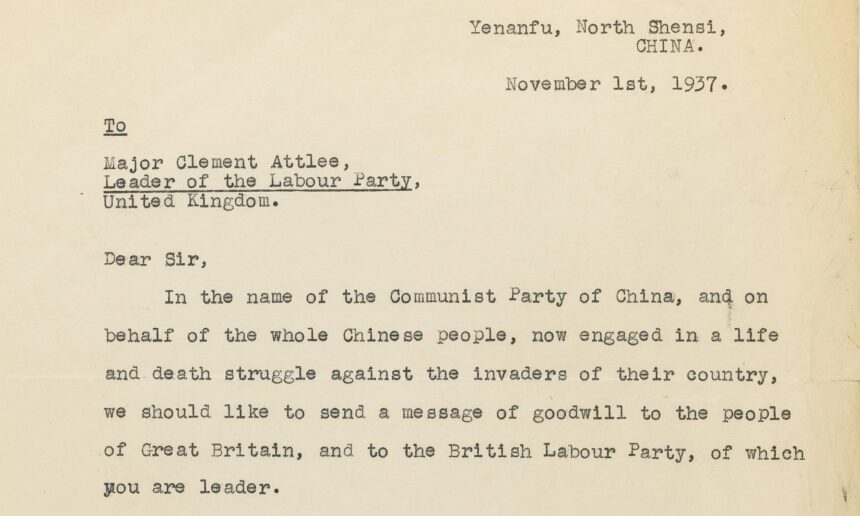 Yenanfu, North Shensi,
CHINA.
November 1st, 1937.
To
Major Clement Attlee,
Leader of the Labour Party,
United Kingdom.
Dear Sir,
In the name of the Communist Party of China, and on
behalf of the whole Chinese people, now engaged in a life
and death struggle against the invaders of their country,
we should like to send a message of goodwill to the people
of Great Britain, and to the British Labour Party, of which
you are leader.